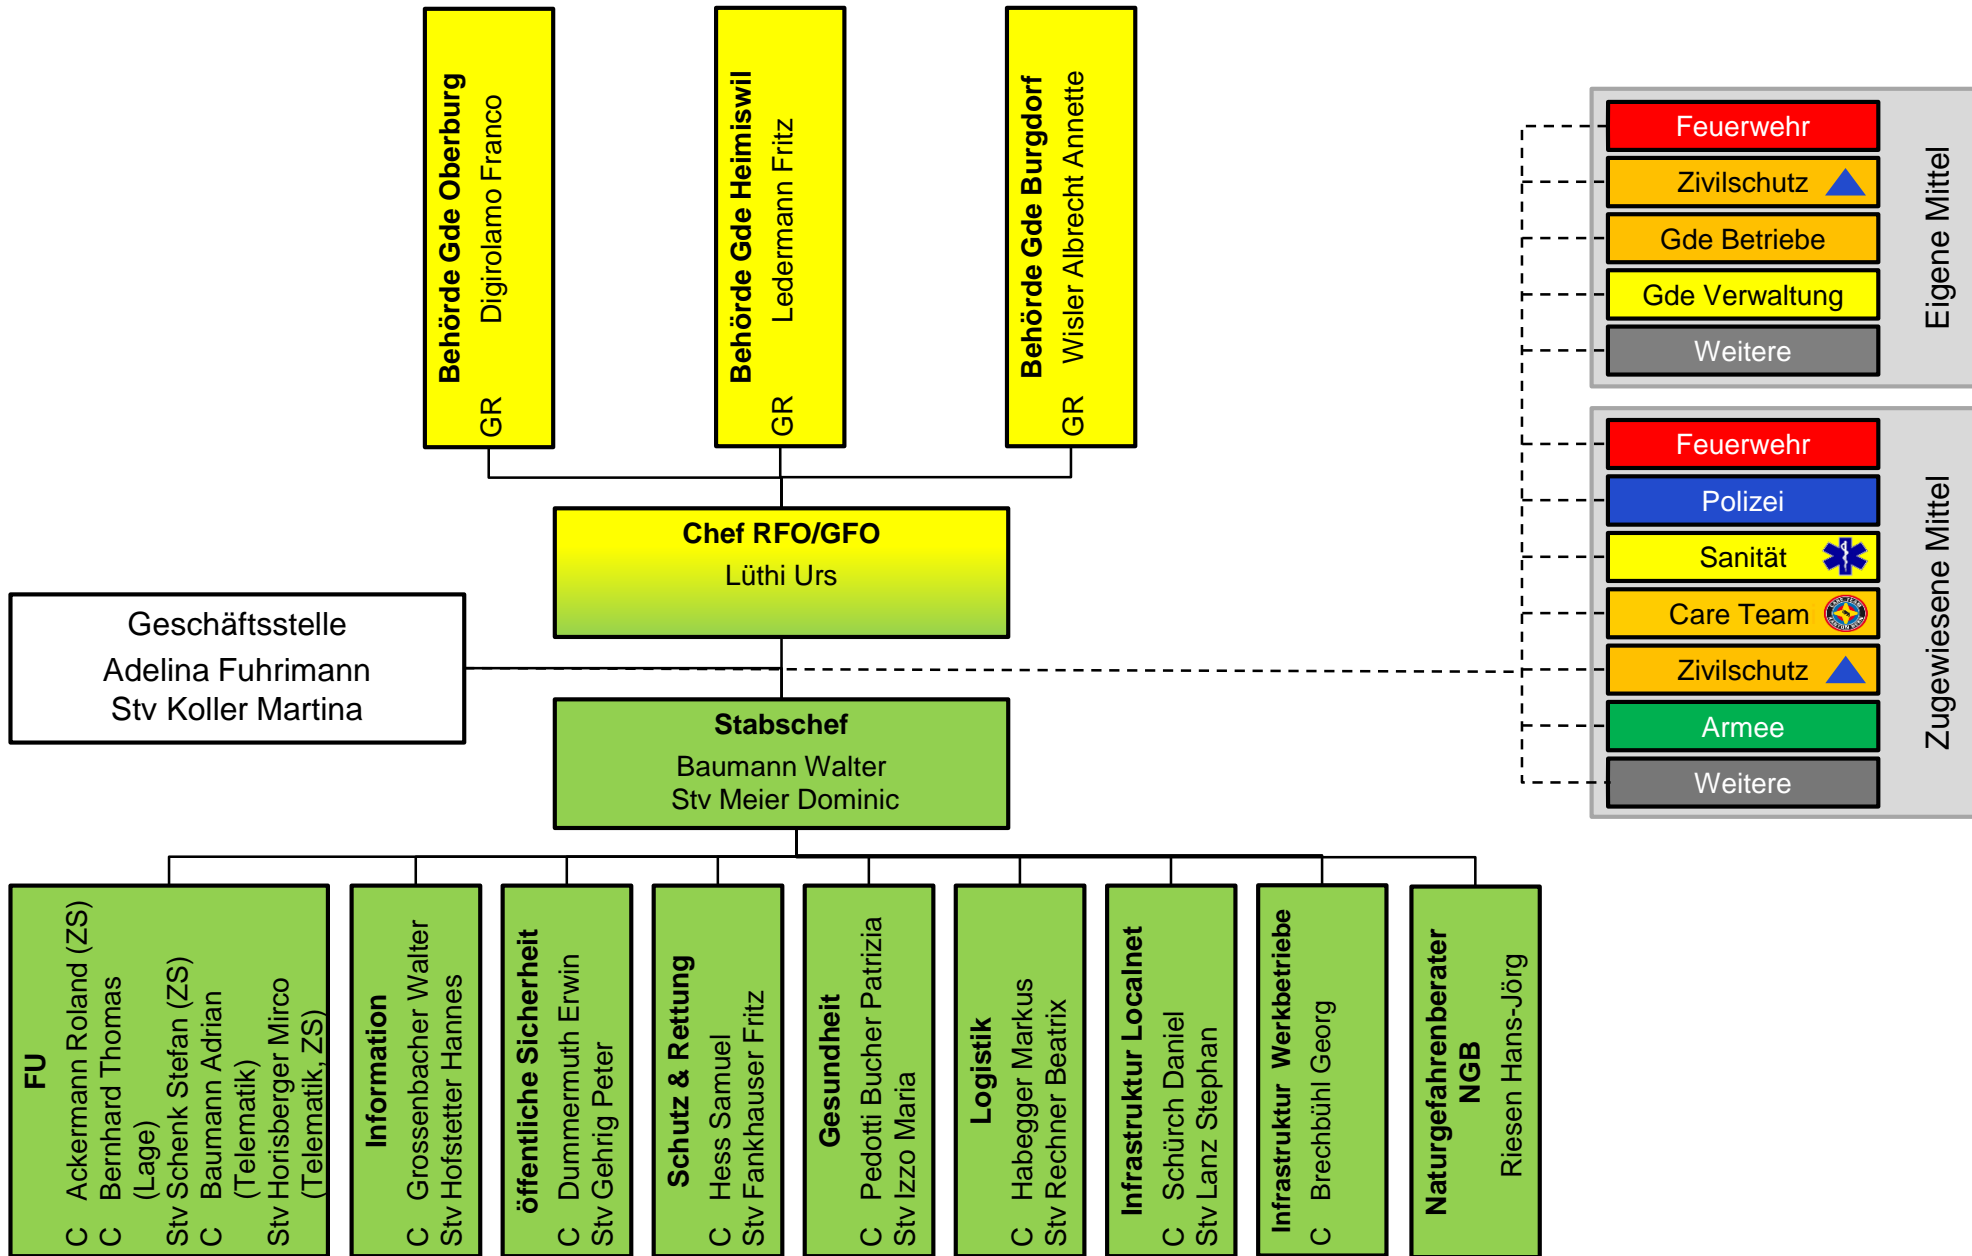 Behörde Gde Oberburg
GR Digirolamo Franco
Behörde Gde Heimiswil
GR Ledermann Fritz
Behörde Gde Burgdorf
GR Wisler Albrecht Annette
Chef RFO/GFO
Lüthi Urs
Geschäftsstelle
Adelina Fuhrimann
Stv Koller Martina
Stabschef
Baumann Walter
Stv Meier Dominic
FU
C Ackermann Roland (ZS)
C Bernhard Thomas
(Lage)
Stv Schenk Stefan (ZS)
C Baumann Adrian
(Telematik)
Stv Horisberger Mirco
(Telematik, ZS)
Information
C Grossenbacher Walter
Stv Hofstetter Hannes
öffentliche Sicherheit
C Dummermuth Erwin
Stv Gehrig Peter
Schutz & Rettung
C Hess Samuel
Stv Fankhauser Fritz
Gesundheit
C Pedotti Bucher Patrizia
Stv Izzo Maria
Logistik
C Habegger Markus
Stv Rechner Beatrix
Infrastruktur Localnet
C Schürch Daniel
Stv Lanz Stephan
Infrastruktur Werkbetriebe
C Brechbühl Georg
Naturgefahrenberater
NGB
Riesen Hans-Jörg
Eigene Mittel
Feuerwehr
Zivilschutz
Gde Betriebe
Gde Verwaltung
Weitere
Zugewiesene Mittel
Feuerwehr
Polizei
Sanität
Care Team
Zivilschutz
Armee
Weitere